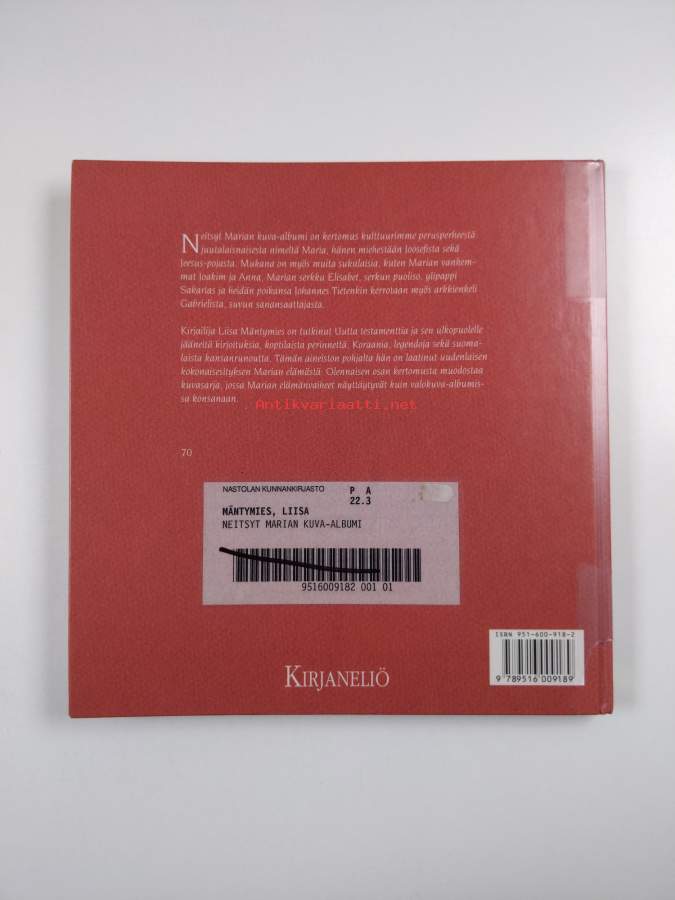 Neitsyt Marian kuva-albumi on kertomus kulttuurimme perusperheestä
juutalaisnaisesta nimeltä Maria, hänen miehestään Joosefista sekä
Jeesus-pojasta. Mukana on myös muita sukulaisia, kuten Marian vanhem-
mat Joakim ja Anna, Marian serkku Elisabet, serkun puoliso, ylipappi
Sakarias ja heidän poikansa Johannes Tietenkin kerrotaan myös arkkienkeli
Gabrielista, suvun sanansaattajasta.
Kirjailija Liisa Mäntymies on tutkinut Uutta testamenttia ja sen ulkopuolelle
jääneitä kirjoituksia, koptilaista perinnettä, Koraania, legendoja sekä suoma-
laista kansanrunoutta. Tämän aineiston pohjalta hän on laatinut uudenlaisen
kokonaisesityksen Marian elämästä. Olennaisen osan kertomusta muodostaa
kuvasarja, jossa Marian elämänvaiheet näyttäytyvät kuin valokuva-albumis-
sa konsanaan.
Antikvariaatti.net
70
NASTOLAN KUNNANKIRJASTO P A
22.3
MÄNTYMIES, LIISA
NEITSYT MARIAN KUVA-ALBUMI
9516009182 001 01
ISBN 951-600-918-2
9 789516 009189
KIRJANELIÖ